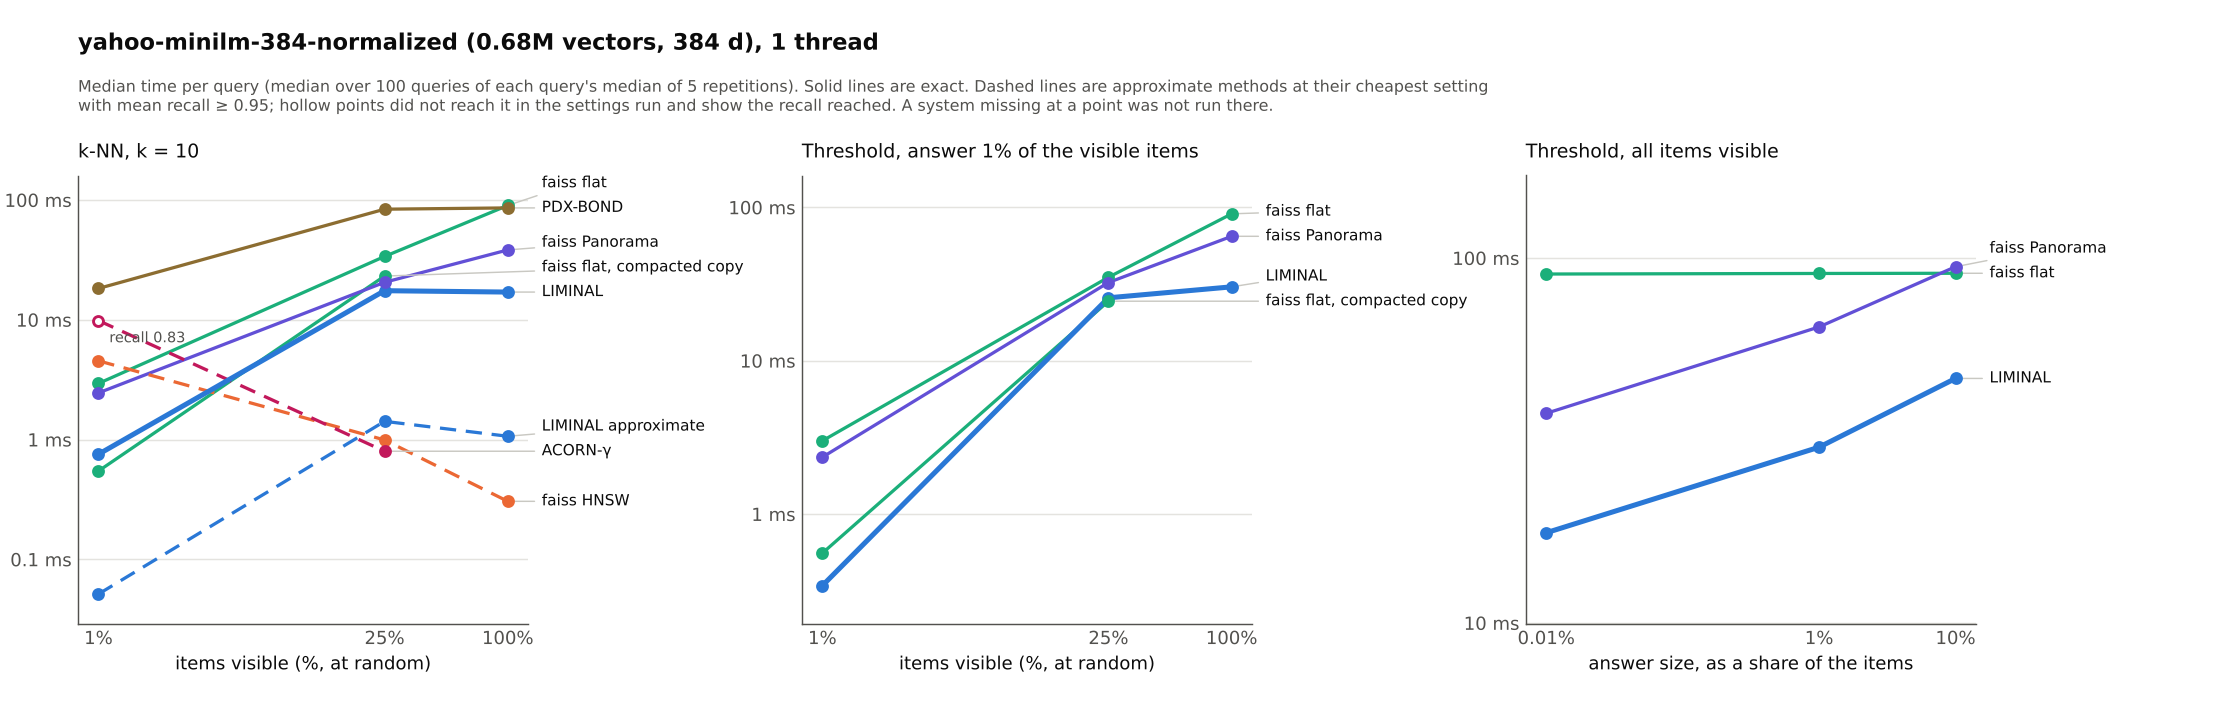 yahoo-minilm-384-normalized (0.68M vectors, 384 d), 1 thread
Median time per query (median over 100 queries of each query's median of 5 repetitions). Solid lines are exact. Dashed lines are approximate methods at their cheapest setting
with mean recall ≥ 0.95; hollow points did not reach it in the settings run and show the recall reached. A system missing at a point was not run there.
k-NN, k = 10
100 ms
10 ms
1 ms
0.1 ms
recall 0.83
faiss flat
PDX-BOND
faiss Panorama
faiss flat, compacted copy
LIMINAL
LIMINAL approximate
ACORN-γ
faiss HNSW
1%
25%
100%
items visible (%, at random)
Threshold, answer 1% of the visible items
100 ms
10 ms
1 ms
faiss flat
faiss Panorama
LIMINAL
faiss flat, compacted copy
1%
25%
100%
items visible (%, at random)
Threshold, all items visible
100 ms
10 ms
faiss Panorama
faiss flat
LIMINAL
0.01%
1%
10%
answer size, as a share of the items